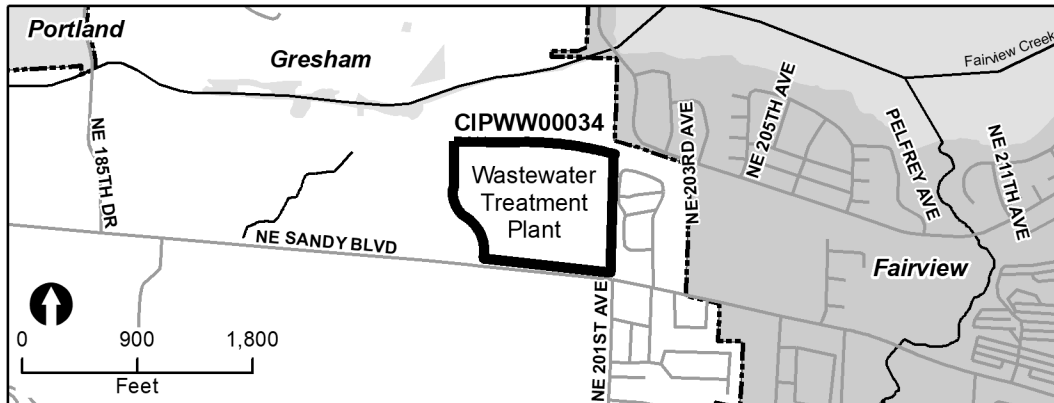 Portland
Gresham
Fairview Creek
CIPWW00034
Wastewater
Treatment
Plant
NE 185TH DR
NE SANDY BLVD
NE 201ST AVE
NE 203RD AVE
NE 205TH AVE
PELFREY AVE
NE 211TH AVE
Fairview
0 900 1,800
Feet